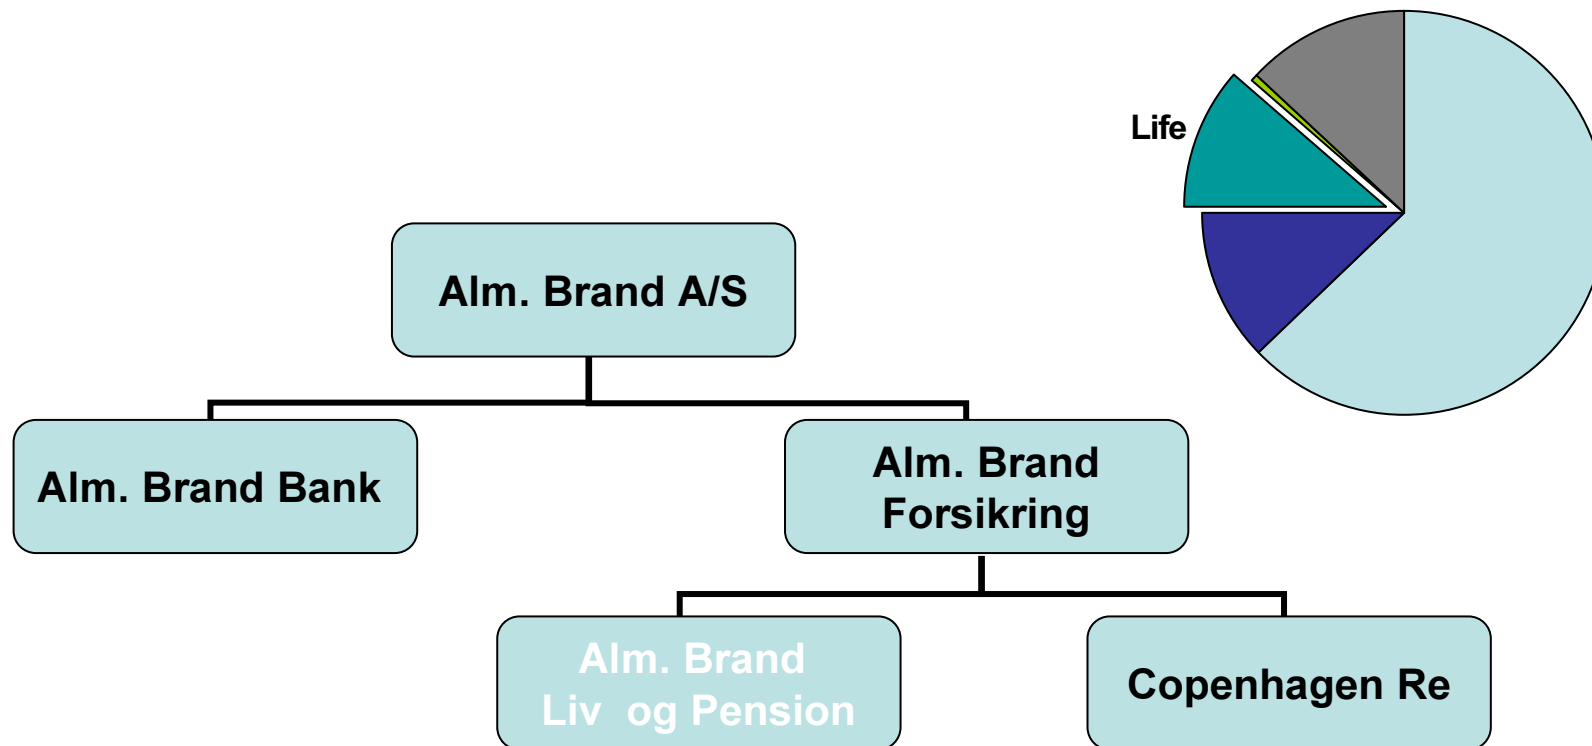 Life
Alm. Brand A/S
Alm. Brand Bank
Alm. Brand
Forsikring
Alm. Brand
Liv og Pension
Copenhagen Re